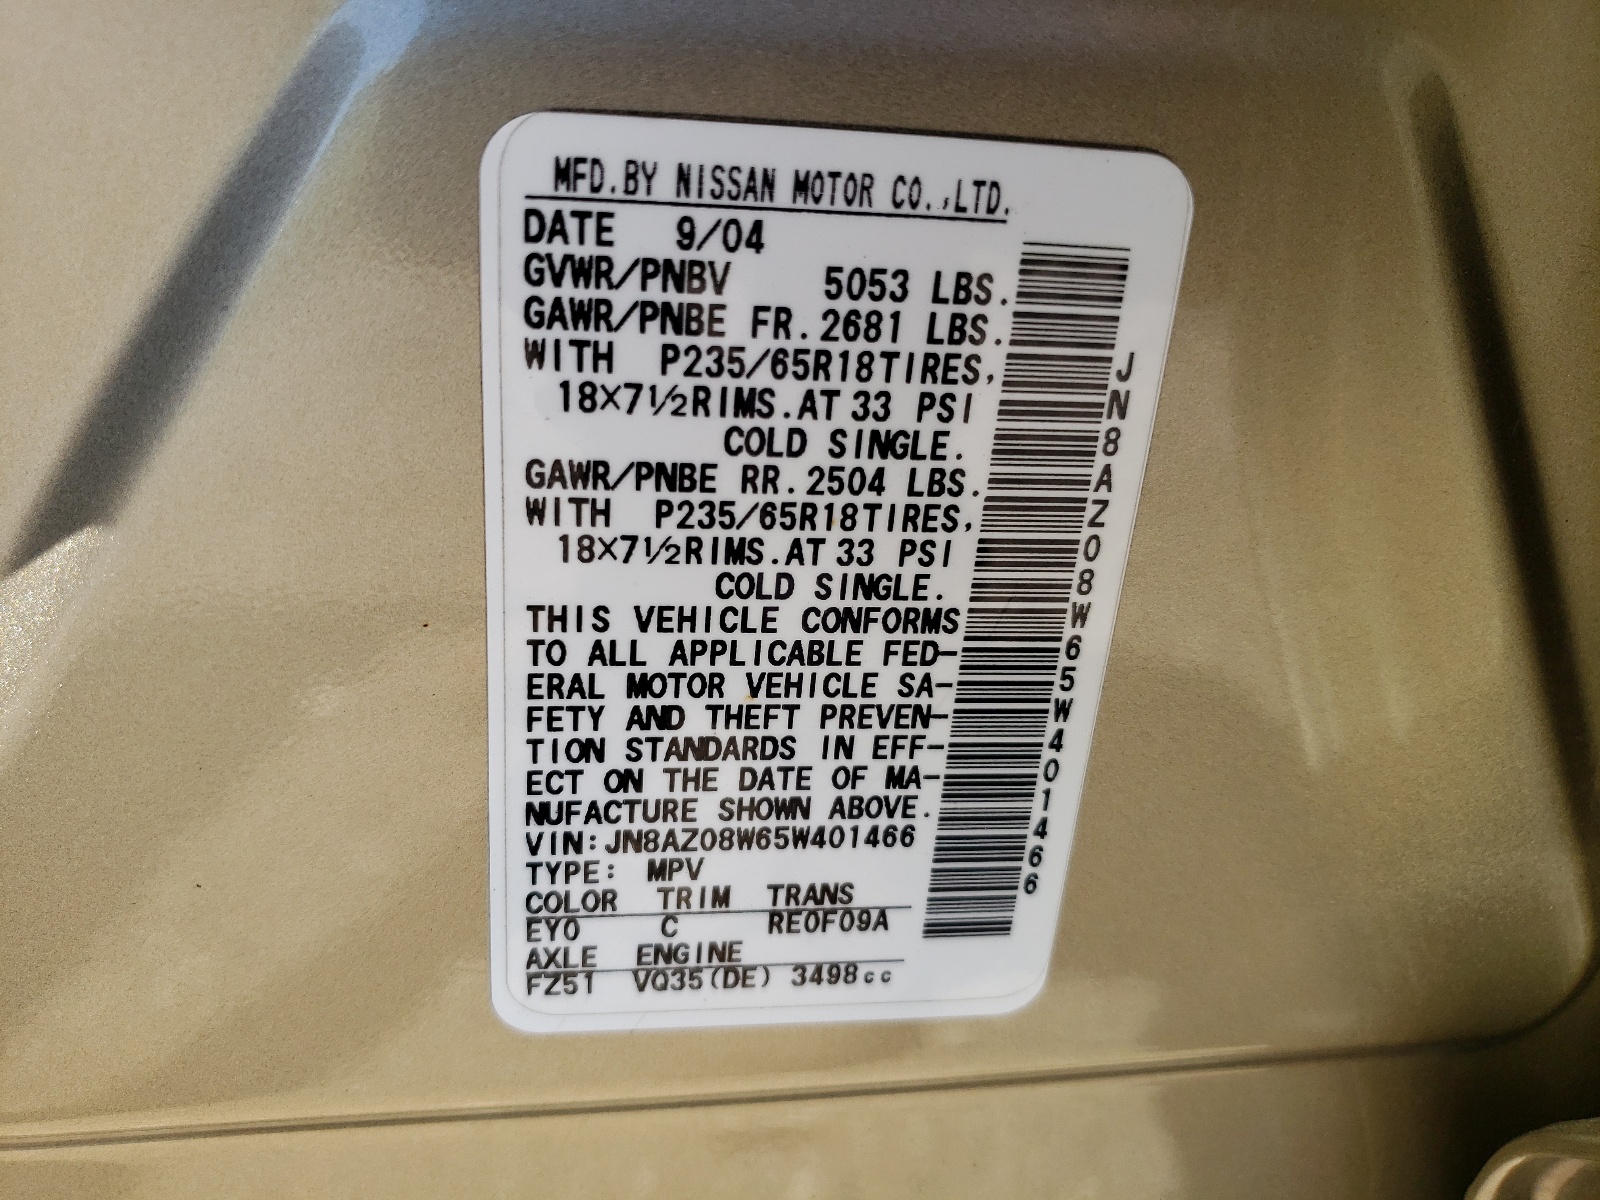 MFD.BY NISSAN MOTOR CO.,LTD.
DATE 9/04
GVWR/PNBV 5053 LBS.
GAWR/PNBE FR.2681 LBS.
WITH P235/65R18TIRES,
18×7½RIMS.AT 33 PSI
COLD SINGLE.
GAWR/PNBE RR.2504 LBS.
WITH P235/65R18TIRES,
18×7½RIMS.AT 33 PSI
COLD SINGLE.
THIS VEHICLE CONFORMS
TO ALL APPLICABLE FED-
ERAL MOTOR VEHICLE SA-
FETY AND THEFT PREVEN-
TION STANDARDS IN EFF-
ECT ON THE DATE OF MA-
NUFACTURE SHOWN ABOVE.
VIN:JN8AZ08W65W401466
TYPE: MPV
COLOR TRIM TRANS
EY0 C RE0F09A
AXLE ENGINE
FZ51 VQ35(DE) 3498cc
JN8AZ08W65W401466